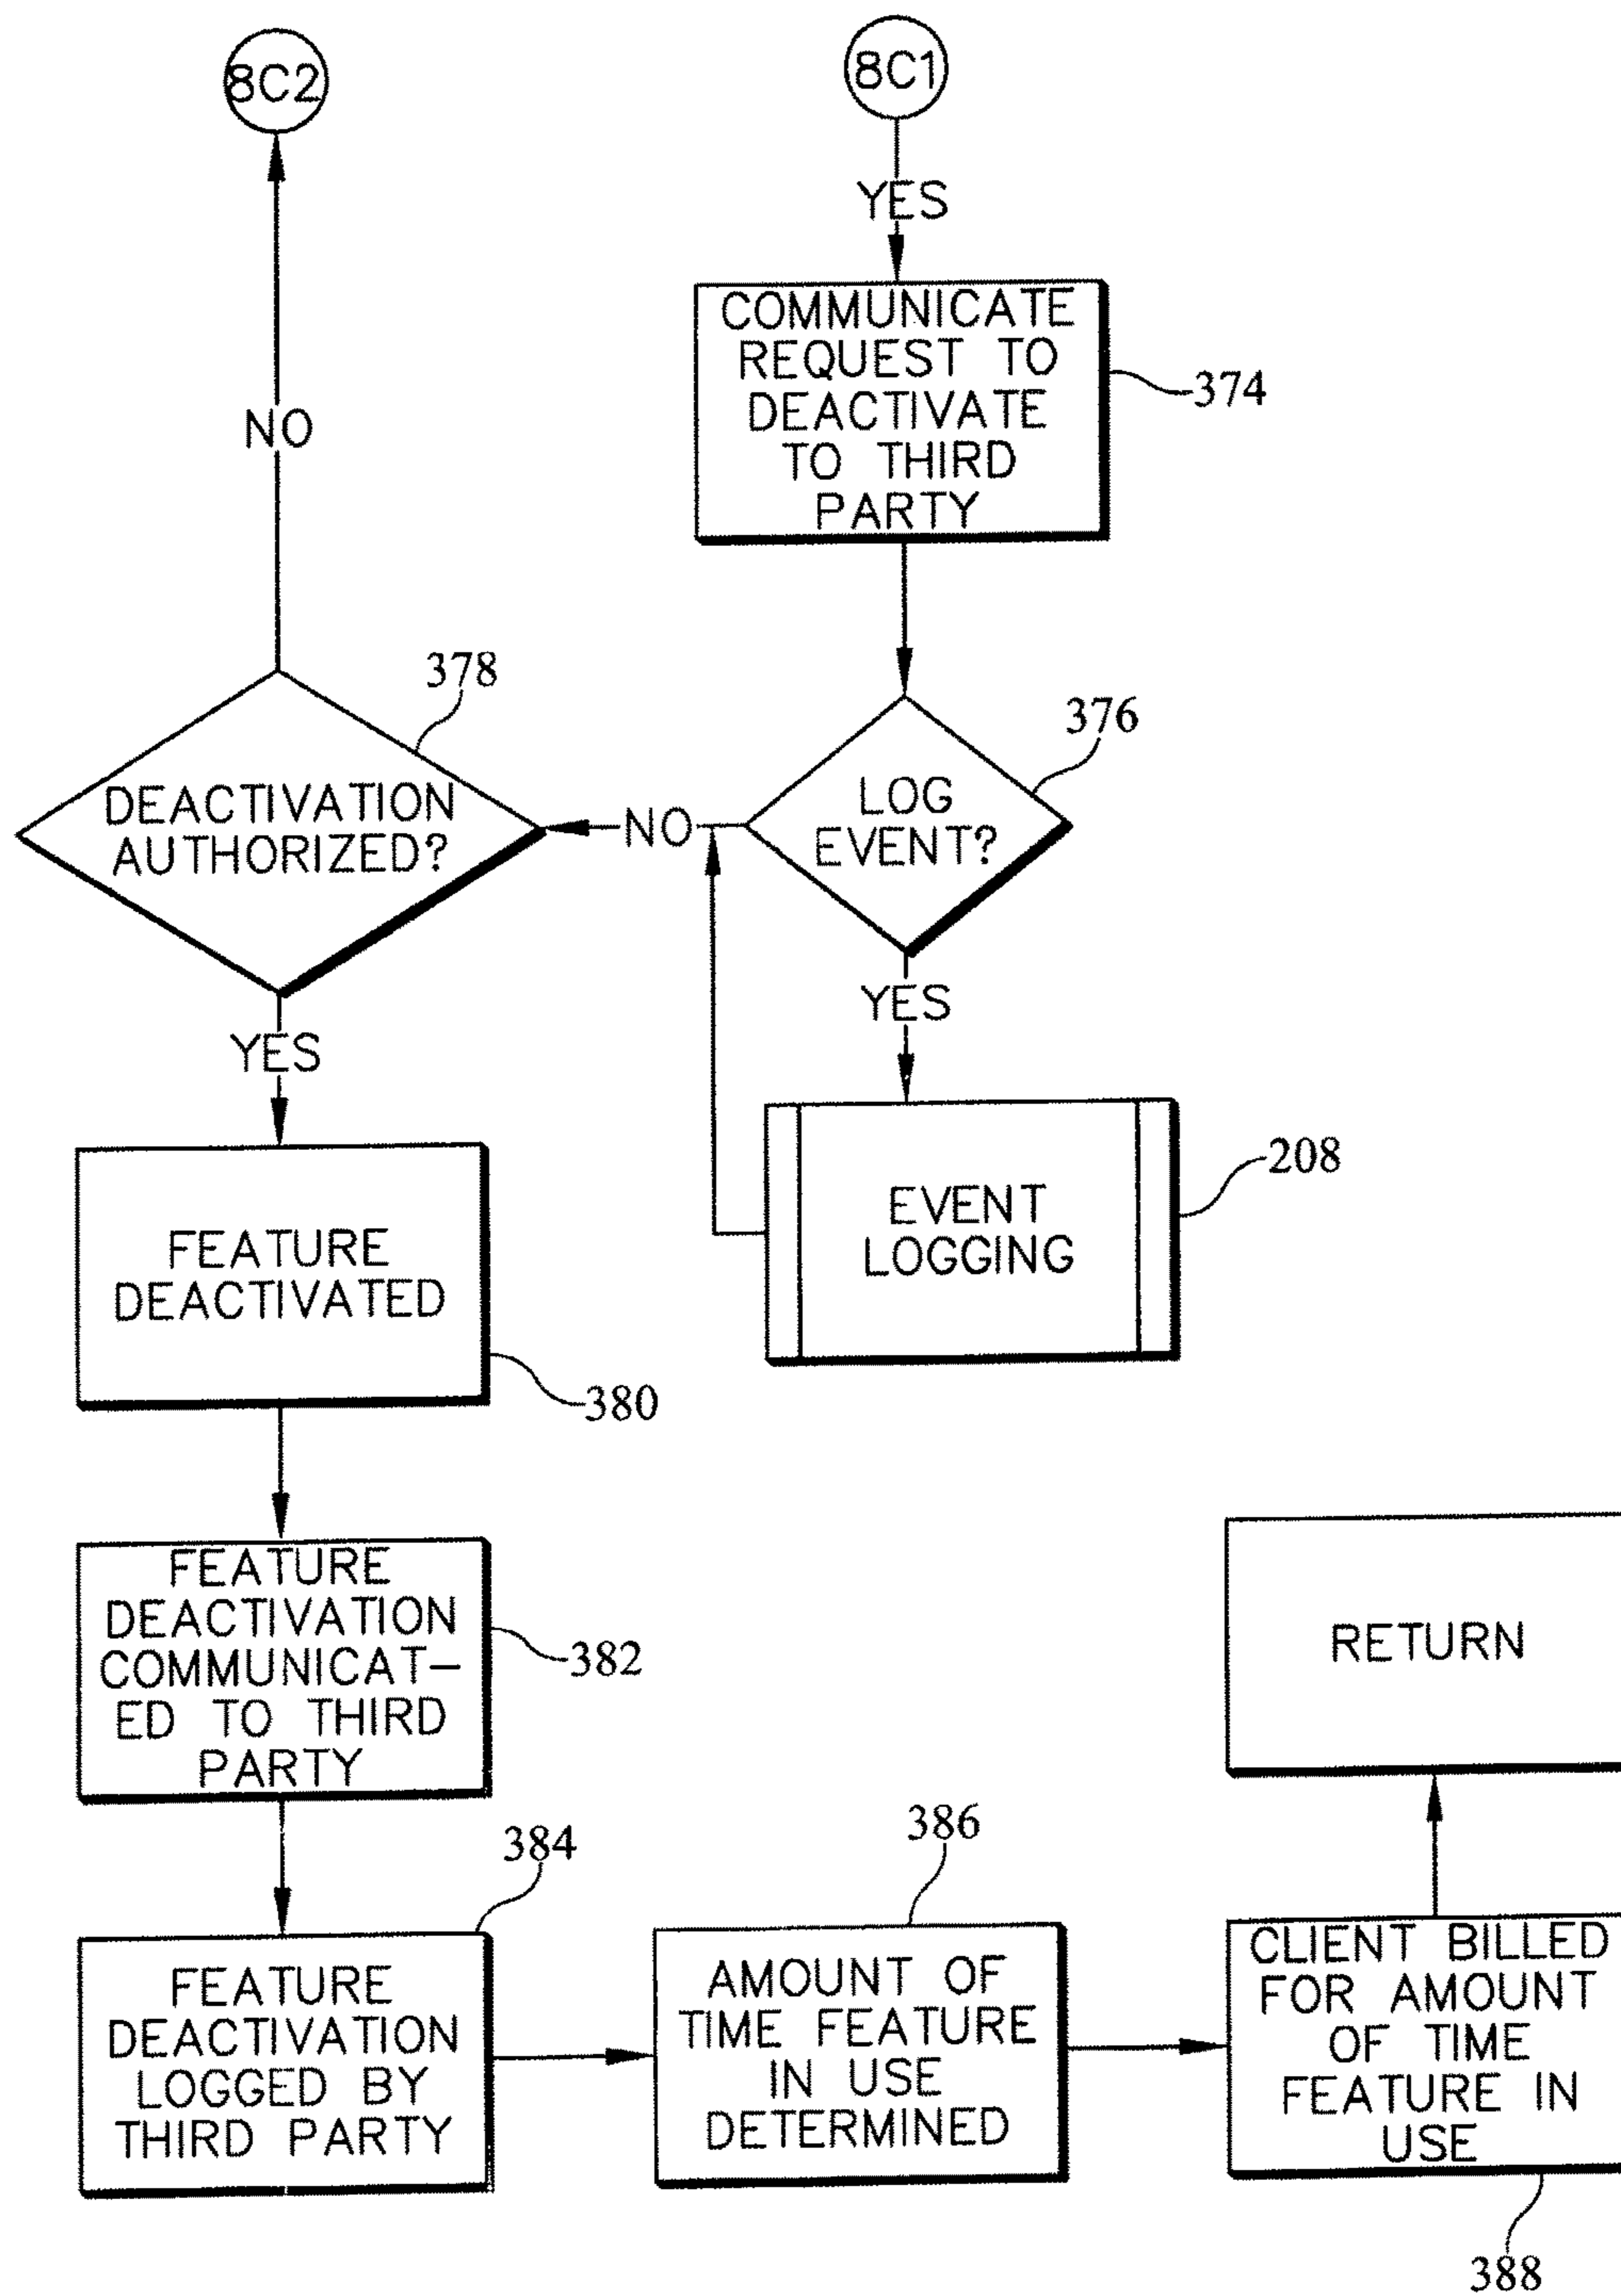 8C2
8C1
YES
COMMUNICATE
REQUEST TO
DEACTIVATE
TO THIRD
PARTY
374
NO
378
376
DEACTIVATION
AUTHORIZED?
NO
LOG
EVENT?
YES
YES
EVENT
LOGGING
208
FEATURE
DEACTIVATED
380
FEATURE
DEACTIVATION
COMMUNICAT-
ED TO THIRD
PARTY
382
RETURN
384
386
FEATURE
DEACTIVATION
LOGGED BY
THIRD PARTY
AMOUNT OF
TIME FEATURE
IN USE
DETERMINED
CLIENT BILLED
FOR AMOUNT
OF TIME
FEATURE IN
USE
388